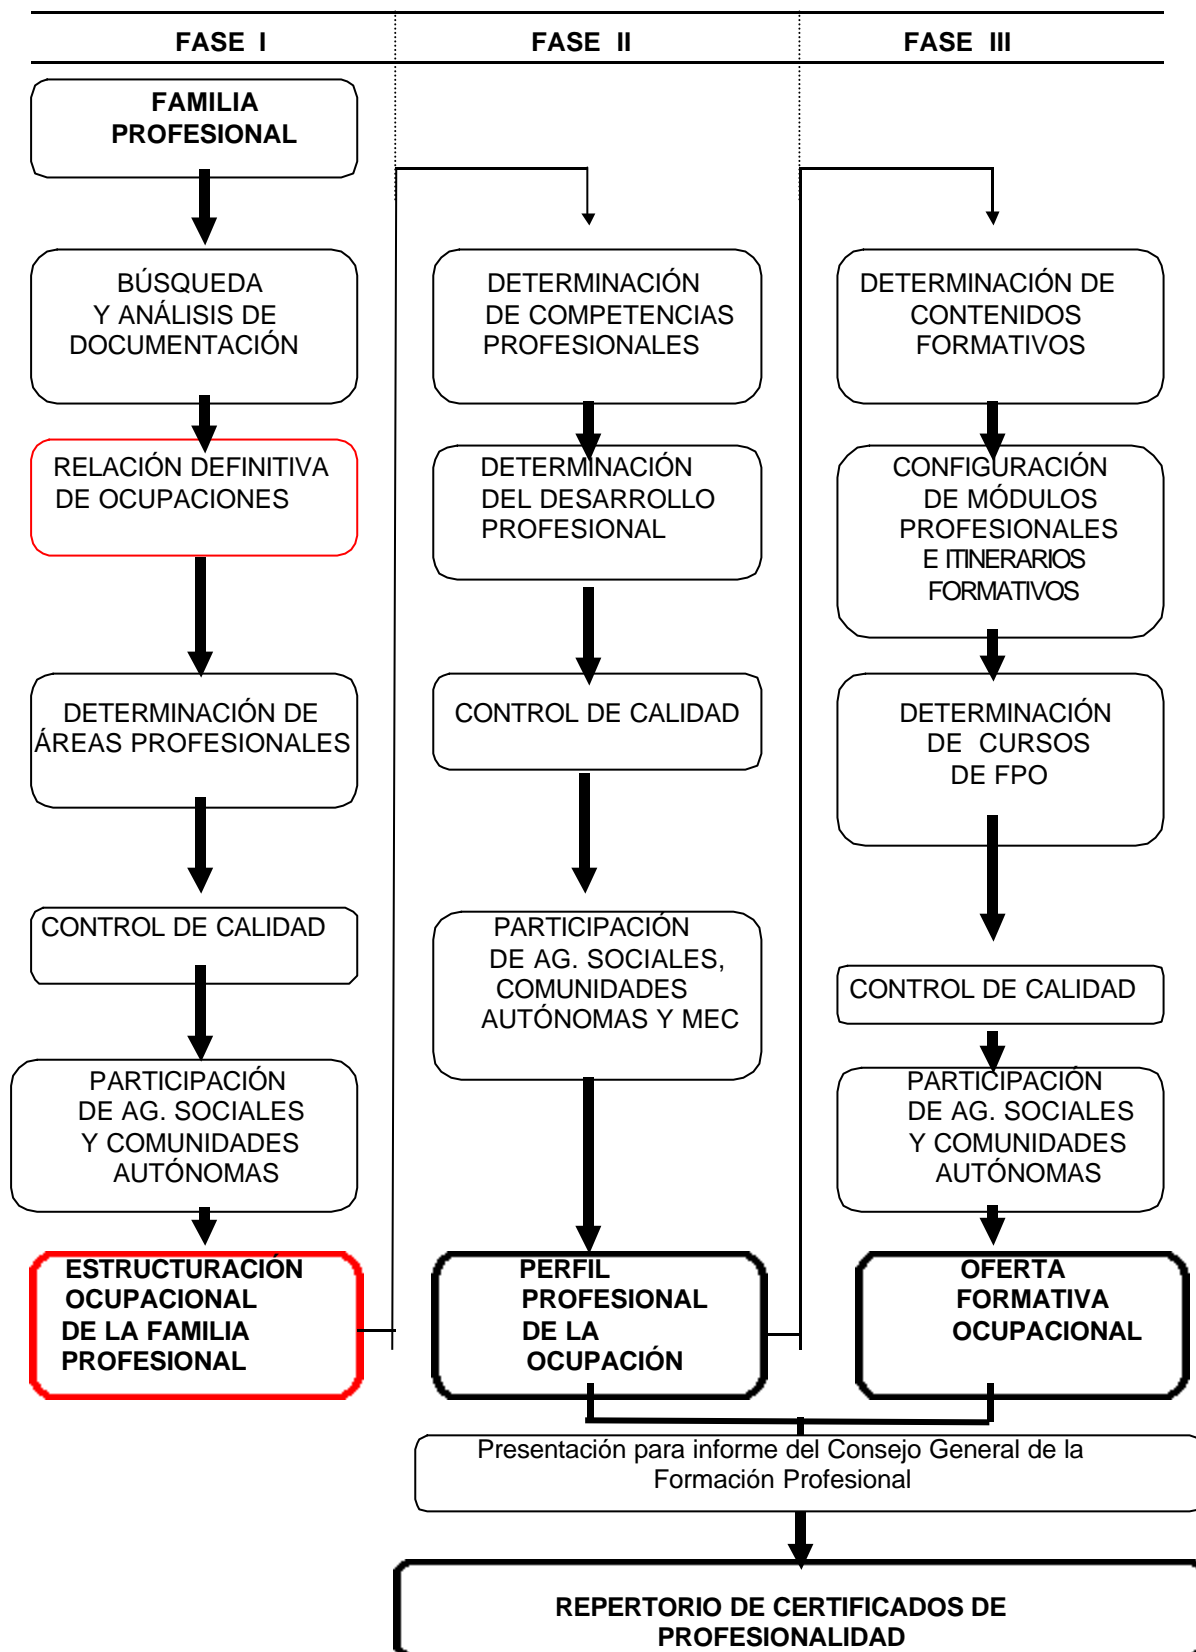 FASE I
FASE II
FASE III
FAMILIA
PROFESIONAL
BÚSQUEDA
Y ANÁLISIS DE
DOCUMENTACIÓN
RELACIÓN DEFINITIVA
DE OCUPACIONES
DETERMINACIÓN DE
ÁREAS PROFESIONALES
CONTROL DE CALIDAD
PARTICIPACIÓN
DE AG. SOCIALES
Y COMUNIDADES
AUTÓNOMAS
ESTRUCTURACIÓN
OCUPACIONAL
DE LA FAMILIA
PROFESIONAL
DETERMINACIÓN
DE COMPETENCIAS
PROFESIONALES
DETERMINACIÓN
DEL DESARROLLO
PROFESIONAL
CONTROL DE CALIDAD
PARTICIPACIÓN
DE AG. SOCIALES,
COMUNIDADES
AUTÓNOMAS Y MEC
PERFIL
PROFESIONAL
DE LA
OCUPACIÓN
DETERMINACIÓN DE
CONTENIDOS
FORMATIVOS
CONFIGURACIÓN
DE MÓDULOS
PROFESIONALES
E ITINERARIOS
FORMATIVOS
DETERMINACIÓN
DE CURSOS
DE FPO
CONTROL DE CALIDAD
PARTICIPACIÓN
DE AG. SOCIALES
Y COMUNIDADES
AUTÓNOMAS
OFERTA
FORMATIVA
OCUPACIONAL
Presentación para informe del Consejo General de la
Formación Profesional
REPERTORIO DE CERTIFICADOS DE
PROFESIONALIDAD